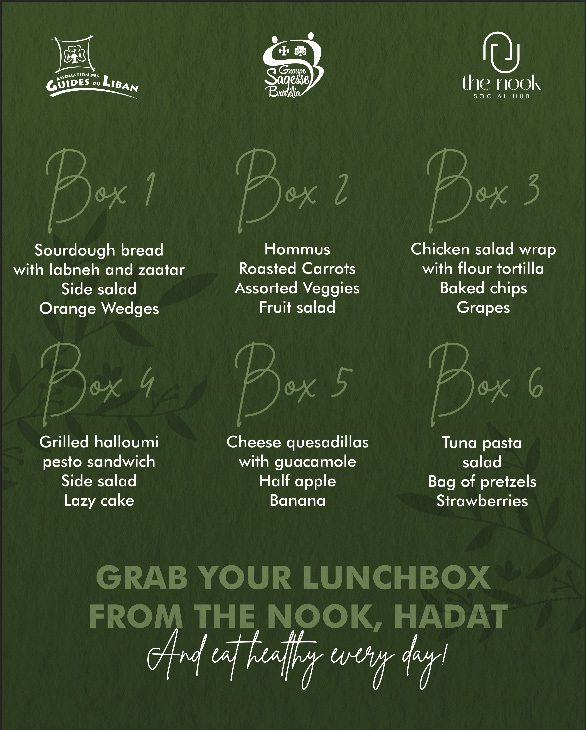 ASSOCIATION DES
GUIDES DU LIBAN
Groupe
Sagesse
Brasilia
the nook
SOCIAL HUB
Box 1
Sourdough bread
with labneh and zaatar
Side salad
Orange Wedges
Box 2
Hommus
Roasted Carrots
Assorted Veggies
Fruit salad
Box 3
Chicken salad wrap
with flour tortilla
Baked chips
Grapes
Box 4
Grilled halloumi
pesto sandwich
Side salad
Lazy cake
Box 5
Cheese quesadillas
with guacamole
Half apple
Banana
Box 6
Tuna pasta
salad
Bag of pretzels
Strawberries
GRAB YOUR LUNCHBOX
FROM THE NOOK, HADAT
And eat healthy every day!